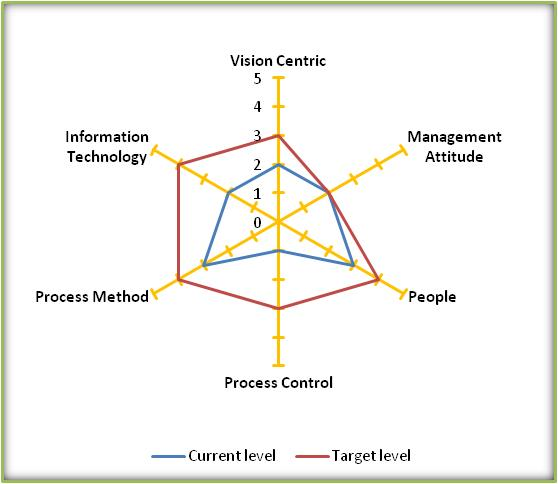 Vision Centric
5
4
3
2
1
0
Information
Technology
Management
Attitude
Process Method
People
Process Control
Current level
Target level